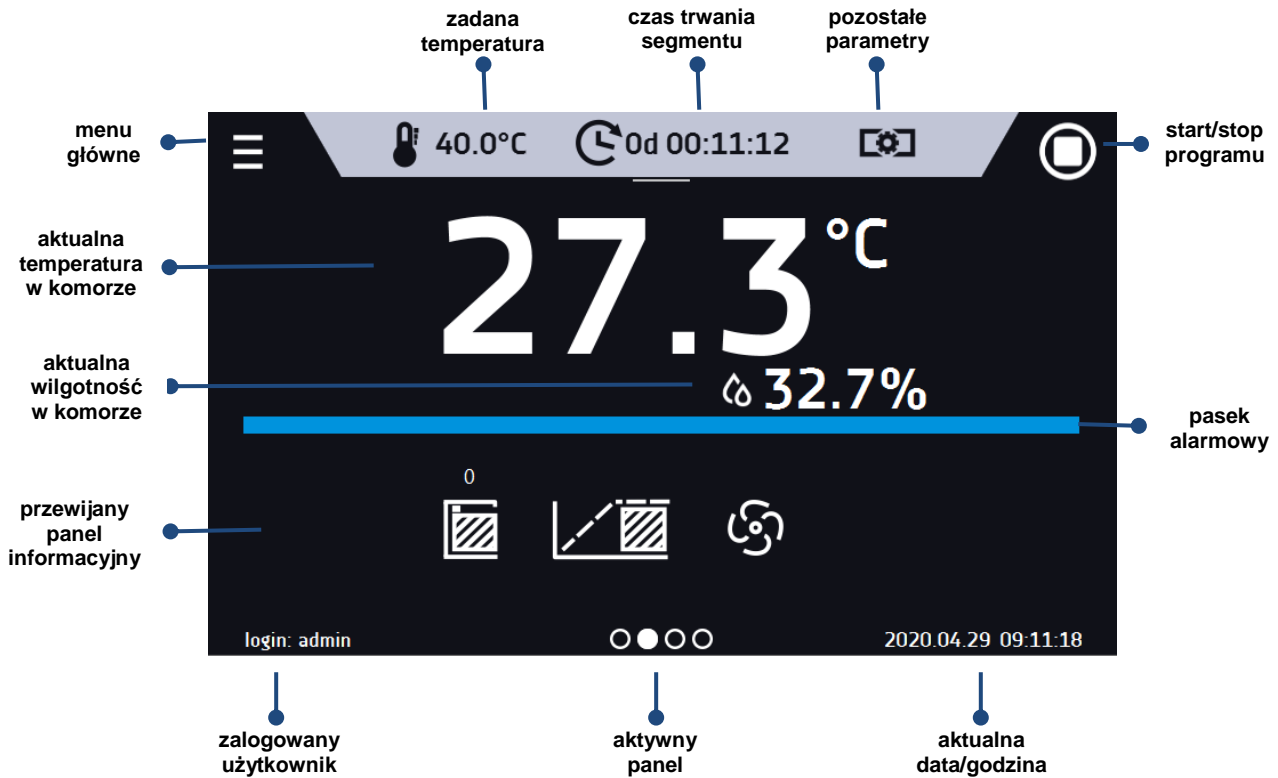 zadana
temperatura
czas trwania
segmentu
pozostałe
parametry
menu
główne
40.0°C
0d 00:11:12
start/stop
programu
27.3°C
aktualna
temperatura
w komorze
32.7%
aktualna
wilgotność
w komorze
pasek
alarmowy
0
przewijany
panel
informacyjny
login: admin
2020.04.29 09:11:18
zalogowany
użytkownik
aktywny
panel
aktualna
data/godzina